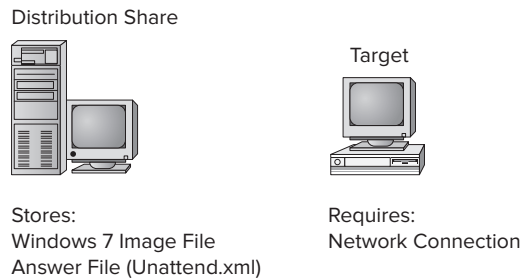 Distribution Share
Target
Stores:
Windows 7 Image File
Answer File (Unattend.xml)
Requires:
Network Connection